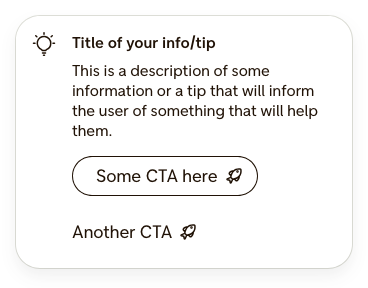 Title of your info/tip
This is a description of some
information or a tip that will inform
the user of something that will help
them.
Some CTA here
Another CTA